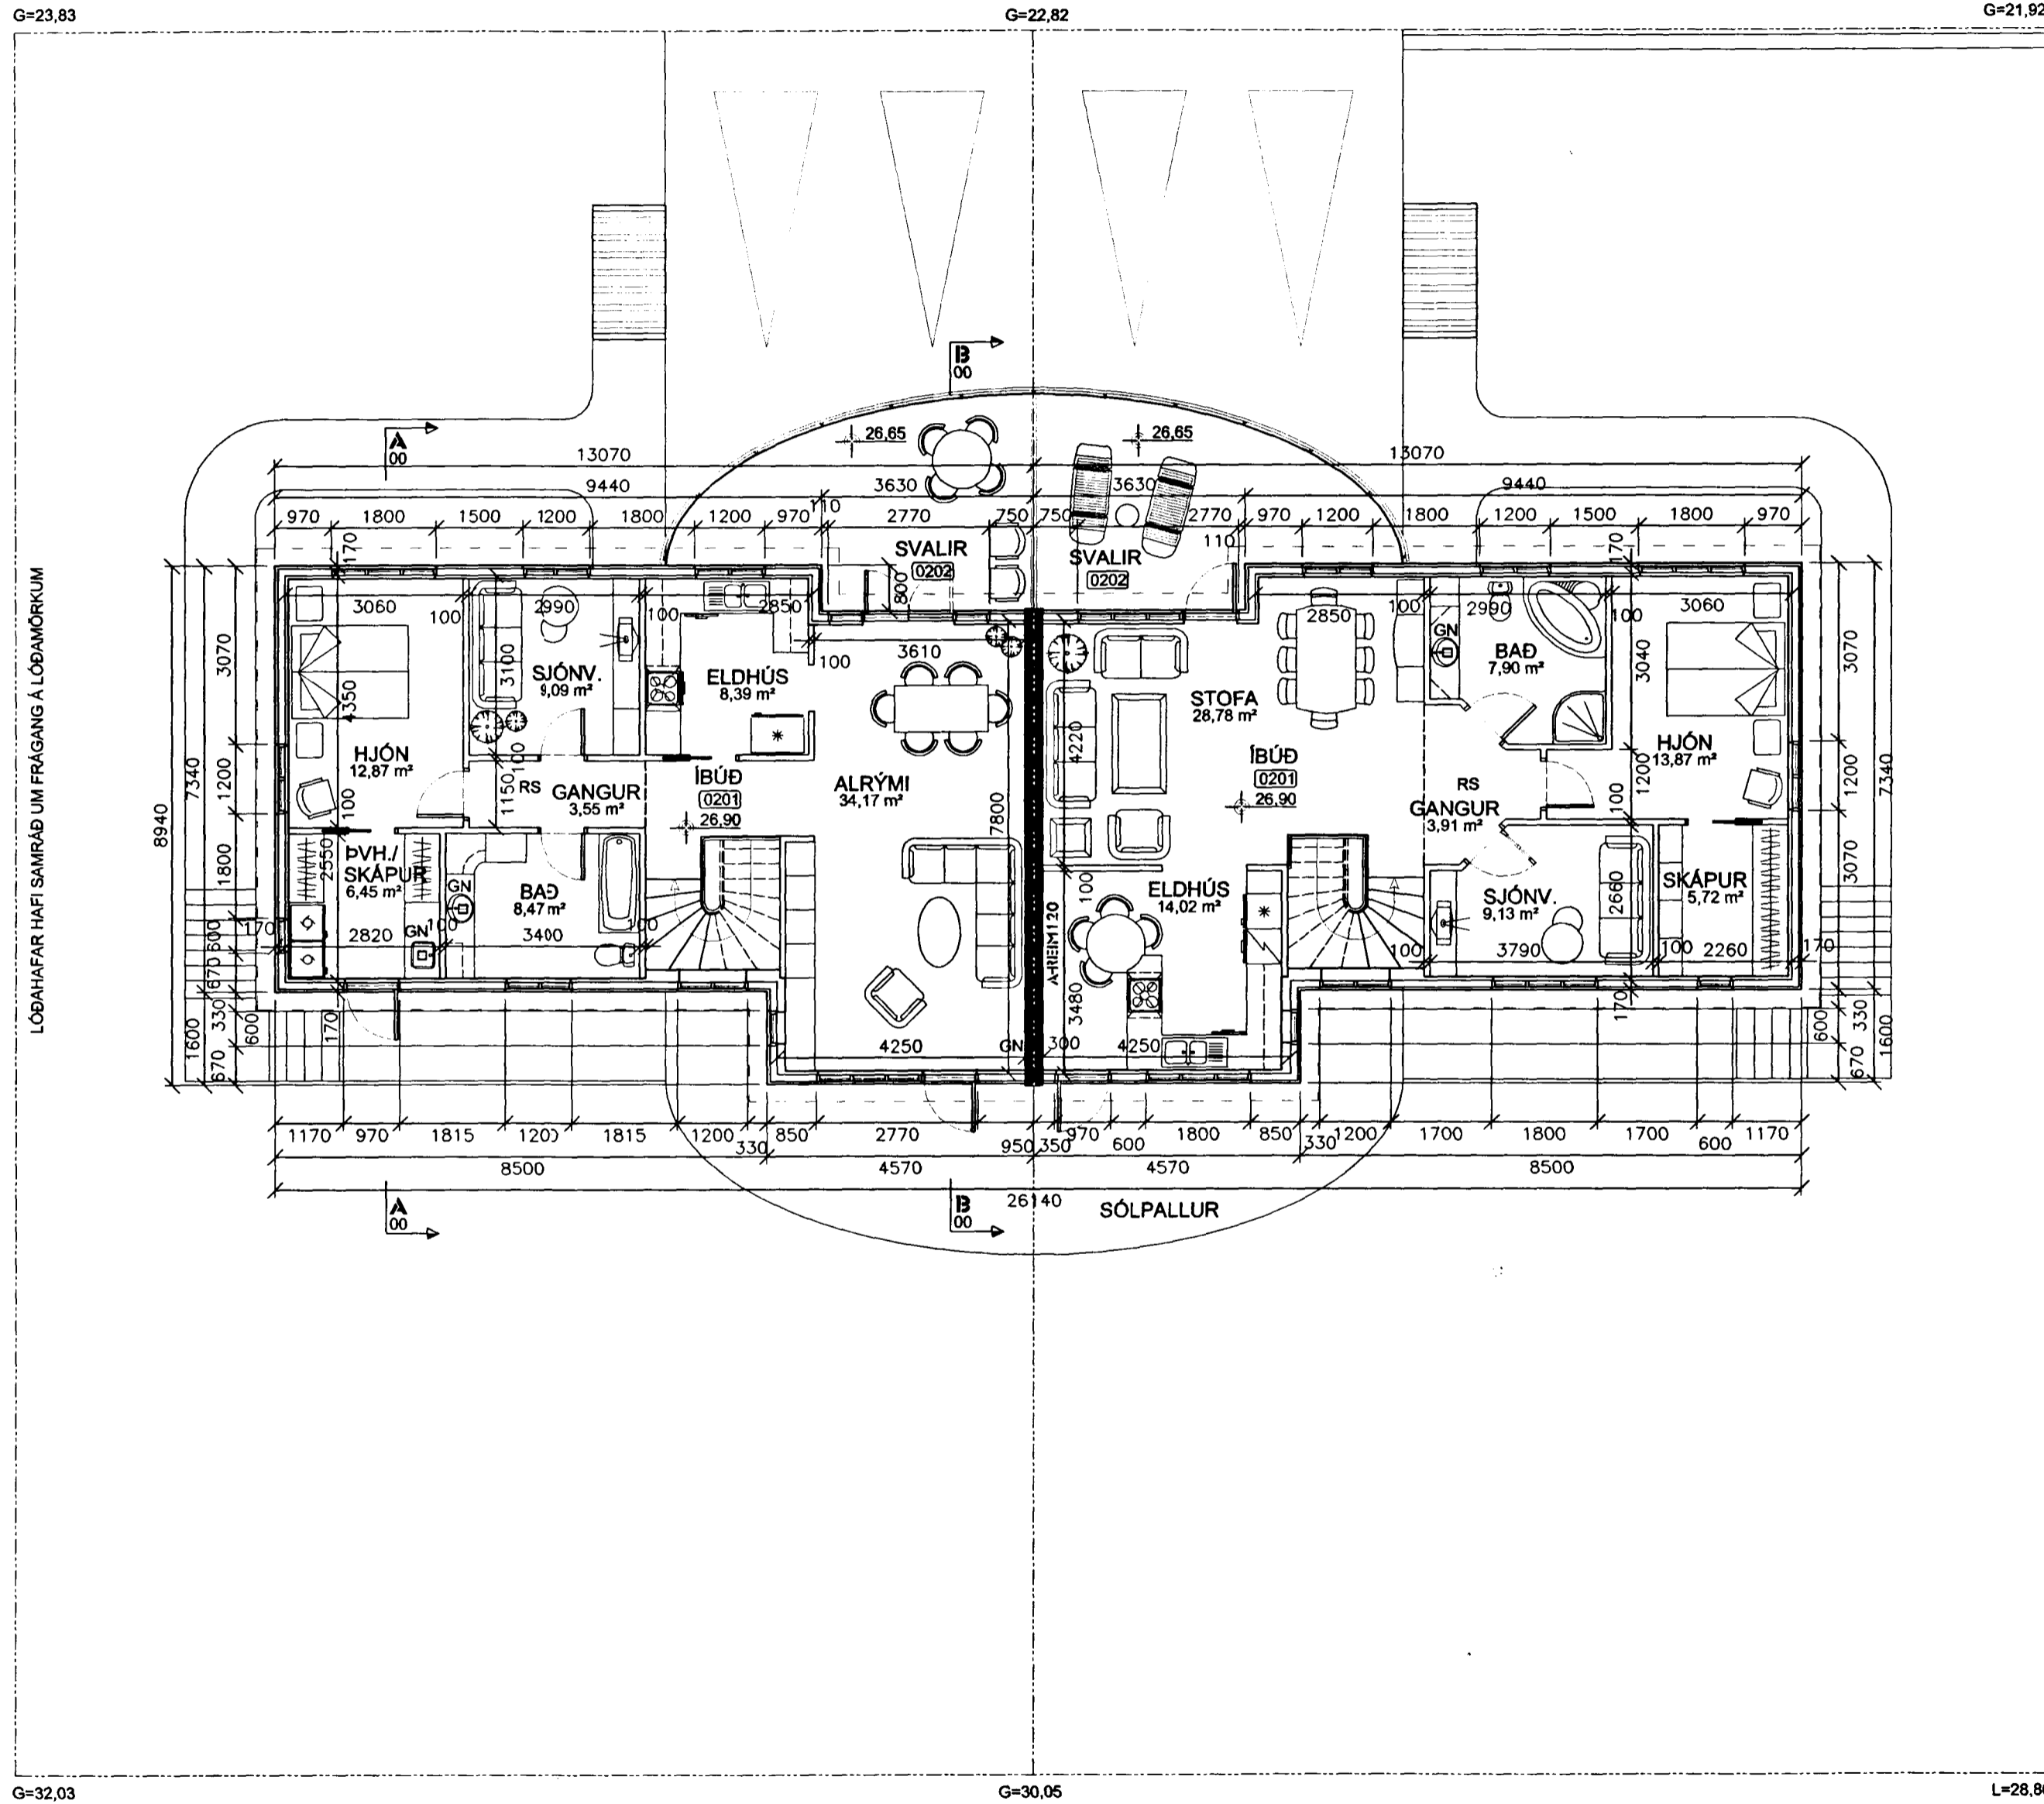 G=23,83
G=22,82
G=21,92
LÓÐAHAFAR HAFI SAMRÁÐ UM FRÁGANG Á LÓÐAMÖRKUM
B
00
A
00
26,65
26,65
13070
13070
9440
3630
3630
9440
110
970
1800
1500
1200
1800
1200
970
2770
750
750
2770
970
1200
1800
1200
1500
1800
970
170
SVALIR
0202
SVALIR
0202
110
170
800
3060
100
2990
100
2850
2850
100
2990
100
3060
3100
4350
SJÓNV.
9,09 m²
ELDHÚS
8,39 m²
100
3610
GN
BAÐ
7,90 m²
3040
3070
3070
STOFA
28,78 m²
4220
HJÓN
12,87 m²
100
1150
RS
GANGUR
3,55 m²
ÍBÚÐ
0201
26,90
ALRÝMI
34,17 m²
7800
ÍBÚÐ
0201
26,90
RS
GANGUR
3,91 m²
HJÓN
13,87 m²
1200
100
1200
1200
7340
7340
8940
100
1800
2550
ÞVH./
SKÁPUR
6,45 m²
GN
BAÐ
8,47 m²
3400
100
GN
100
2820
170
600
670
330
1600
670
600
170
100
ELDHÚS
14,02 m²
A-REIM120
3480
SJÓNV.
9,13 m²
2660
SKÁPUR
5,72 m²
3070
100
3790
100
2260
170
170
4250
GN
300
4250
600
330
670
1600
1170
970
1815
1200
1815
1200
330
850
2770
950
350
970
600
1800
850
330
1200
1700
1800
1700
600
1170
8500
4570
4570
8500
26140
A
00
B
00
SÓLPALLUR
G=32,03
G=30,05